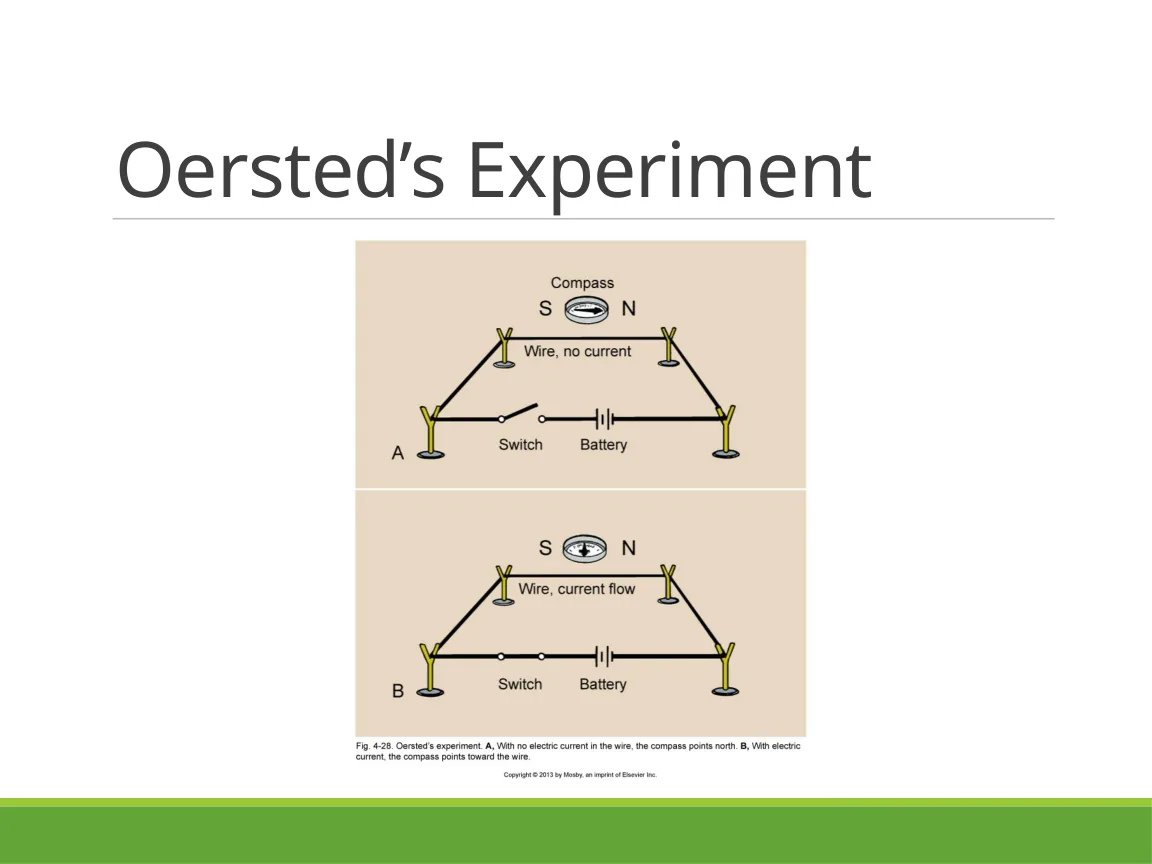 Oersted’s Experiment
Compass
S N
Wire, no current
Switch Battery
A
S N
Wire, current flow
Switch Battery
B
Fig. 4-28. Oersted's experiment. A, With no electric current in the wire, the compass points north. B, With electric
current, the compass points toward the wire.
Copyright © 2013 by Mosby, an imprint of Elsevier Inc.